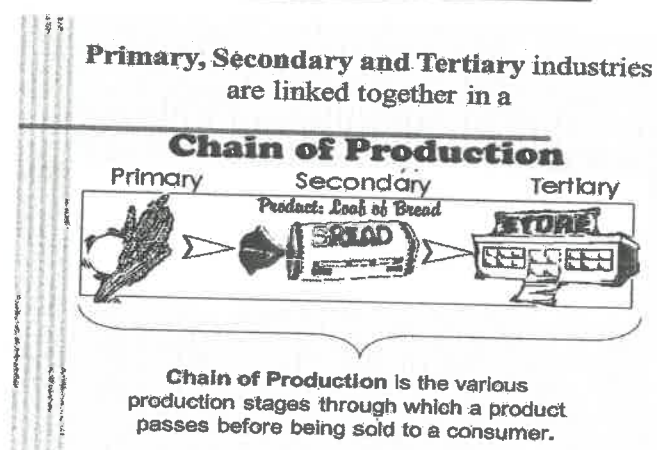 Primary, Secondary and Tertiary industries
are linked together in a
Chain of Production
Primary Secondary Tertiary
Product: Loaf of Bread
BREAD
STORE
Chain of Production is the various
production stages through which a product
passes before being sold to a consumer.